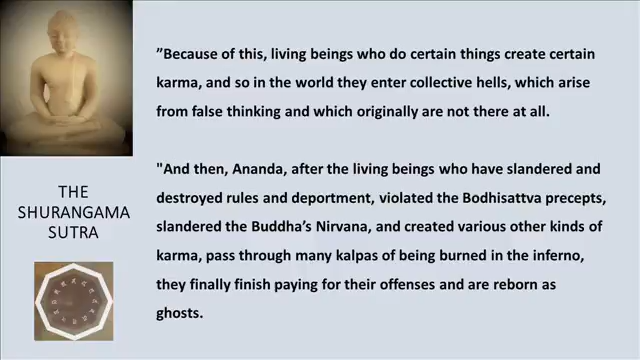 ”Because of this, living beings who do certain things create certain
karma, and so in the world they enter collective hells, which arise
from false thinking and which originally are not there at all.
"And then, Ananda, after the living beings who have slandered and
destroyed rules and deportment, violated the Bodhisattva precepts,
slandered the Buddha’s Nirvana, and created various other kinds of
karma, pass through many kalpas of being burned in the inferno,
they finally finish paying for their offenses and are reborn as
ghosts.
THE
SHURANGAMA
SUTRA